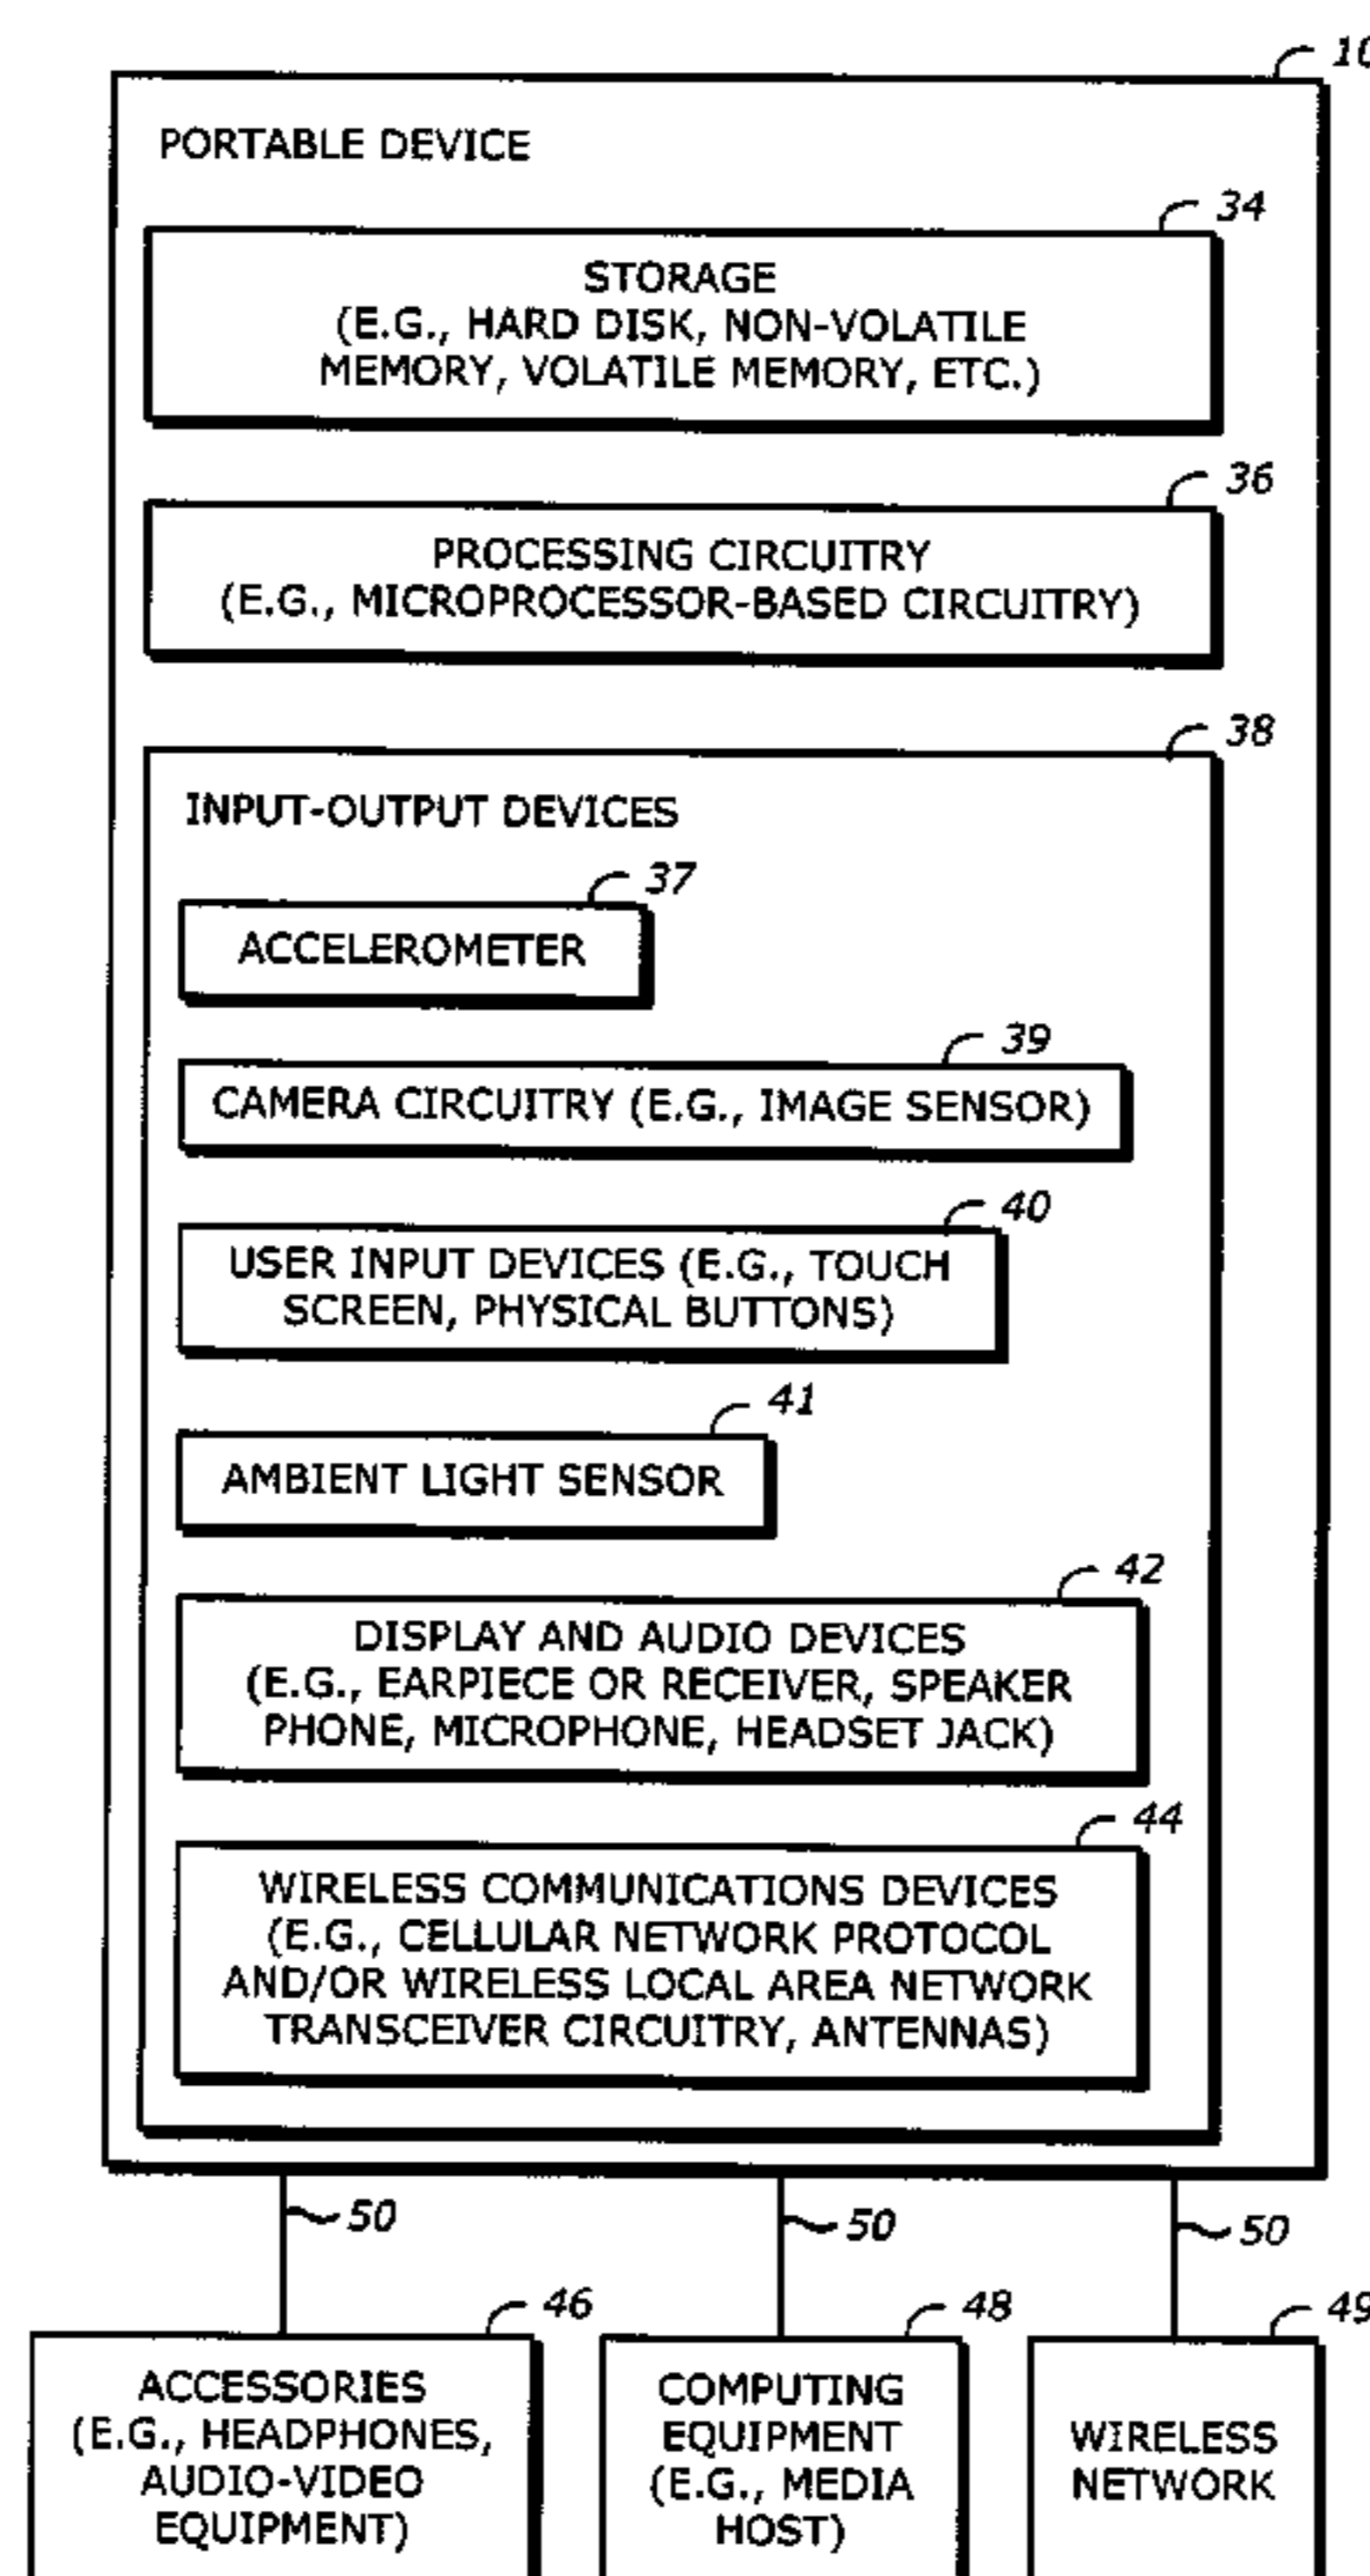 10
PORTABLE DEVICE
34
STORAGE
(E.G., HARD DISK, NON-VOLATILE
MEMORY, VOLATILE MEMORY, ETC.)
36
PROCESSING CIRCUITRY
(E.G., MICROPROCESSOR-BASED CIRCUITRY)
38
INPUT-OUTPUT DEVICES
37
ACCELEROMETER
39
CAMERA CIRCUITRY (E.G., IMAGE SENSOR)
40
USER INPUT DEVICES (E.G., TOUCH
SCREEN, PHYSICAL BUTTONS)
41
AMBIENT LIGHT SENSOR
42
DISPLAY AND AUDIO DEVICES
(E.G., EARPIECE OR RECEIVER, SPEAKER
PHONE, MICROPHONE, HEADSET JACK)
44
WIRELESS COMMUNICATIONS DEVICES
(E.G., CELLULAR NETWORK PROTOCOL
AND/OR WIRELESS LOCAL AREA NETWORK
TRANSCEIVER CIRCUITRY, ANTENNAS)
50
50
50
46
ACCESSORIES
(E.G., HEADPHONES,
AUDIO-VIDEO
EQUIPMENT)
48
COMPUTING
EQUIPMENT
(E.G., MEDIA
HOST)
49
WIRELESS
NETWORK